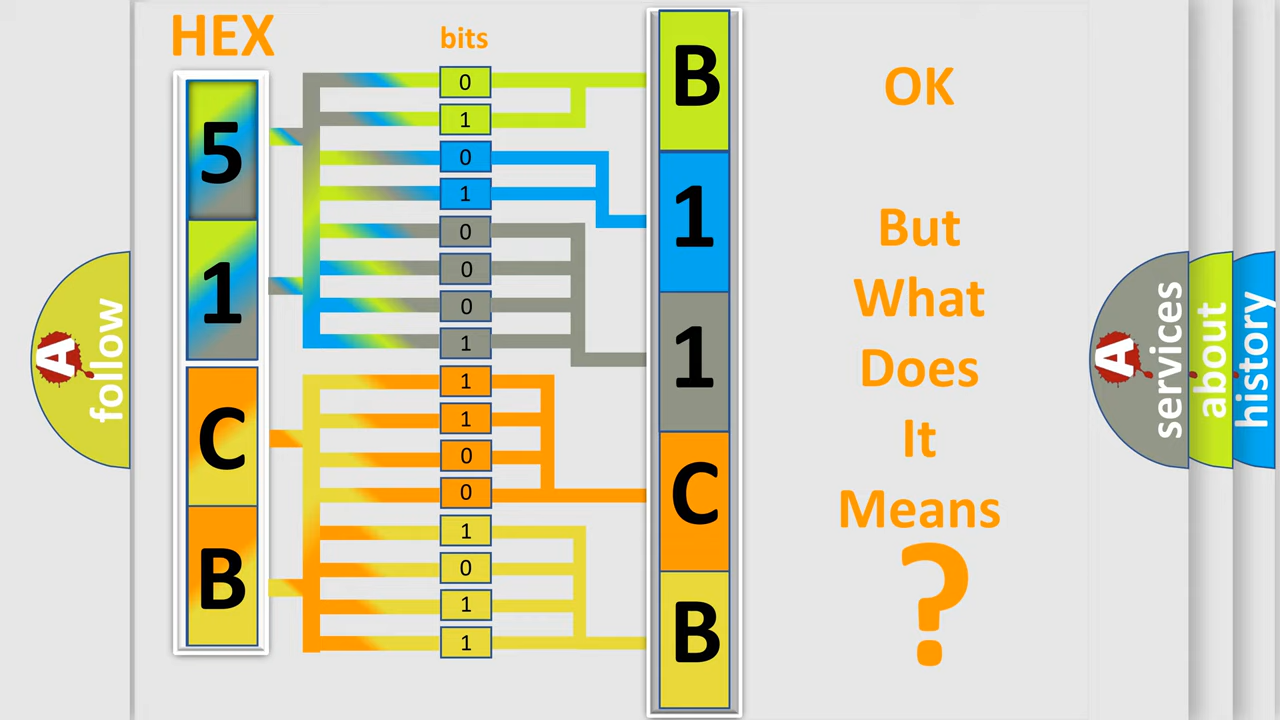 HEX
bits
5
1
C
B
0
1
0
1
0
0
0
1
1
1
0
0
1
0
1
1
B
1
1
C
B
OK
But
What
Does
It
Means
?
A
follow
A
services
about
history